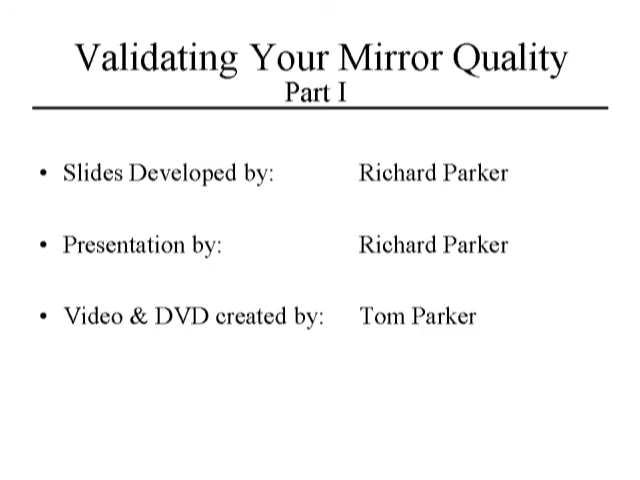 Validating Your Mirror Quality
Part I
• Slides Developed by: Richard Parker
• Presentation by: Richard Parker
• Video & DVD created by: Tom Parker